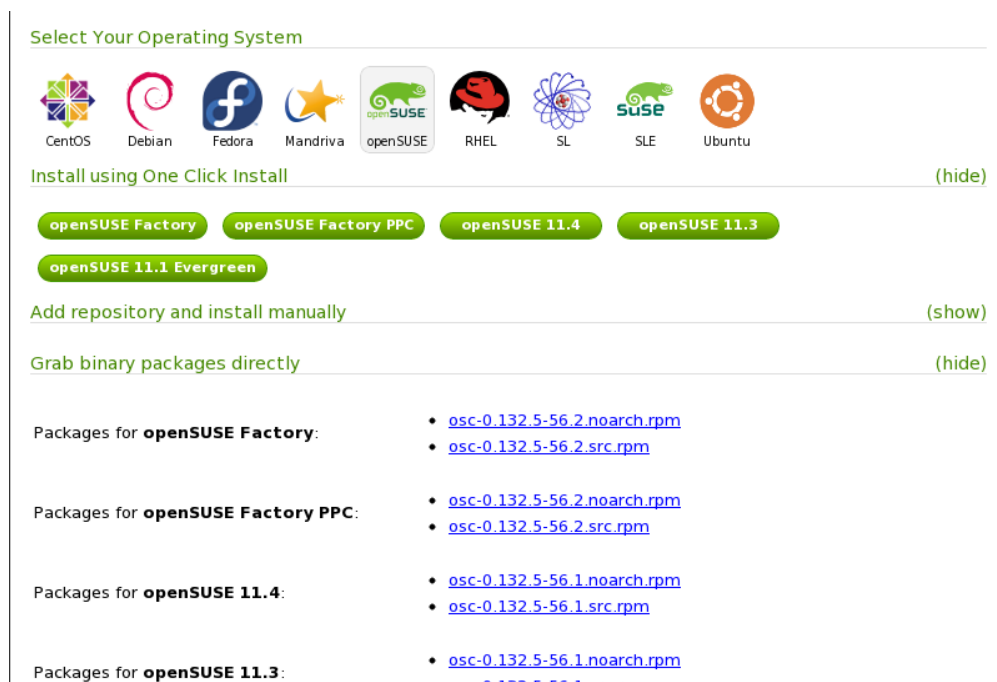 Select Your Operating System
openSUSE
suse
CentOS Debian Fedora Mandriva openSUSE RHEL SL SLE Ubuntu
Install using One Click Install (hide)
openSUSE Factory openSUSE Factory PPC openSUSE 11.4 openSUSE 11.3
openSUSE 11.1 Evergreen
Add repository and install manually (show)
Grab binary packages directly (hide)
Packages for openSUSE Factory:
• osc-0.132.5-56.2.noarch.rpm
• osc-0.132.5-56.2.src.rpm
Packages for openSUSE Factory PPC:
• osc-0.132.5-56.2.noarch.rpm
• osc-0.132.5-56.2.src.rpm
Packages for openSUSE 11.4:
• osc-0.132.5-56.1.noarch.rpm
• osc-0.132.5-56.1.src.rpm
Packages for openSUSE 11.3:
• osc-0.132.5-56.1.noarch.rpm